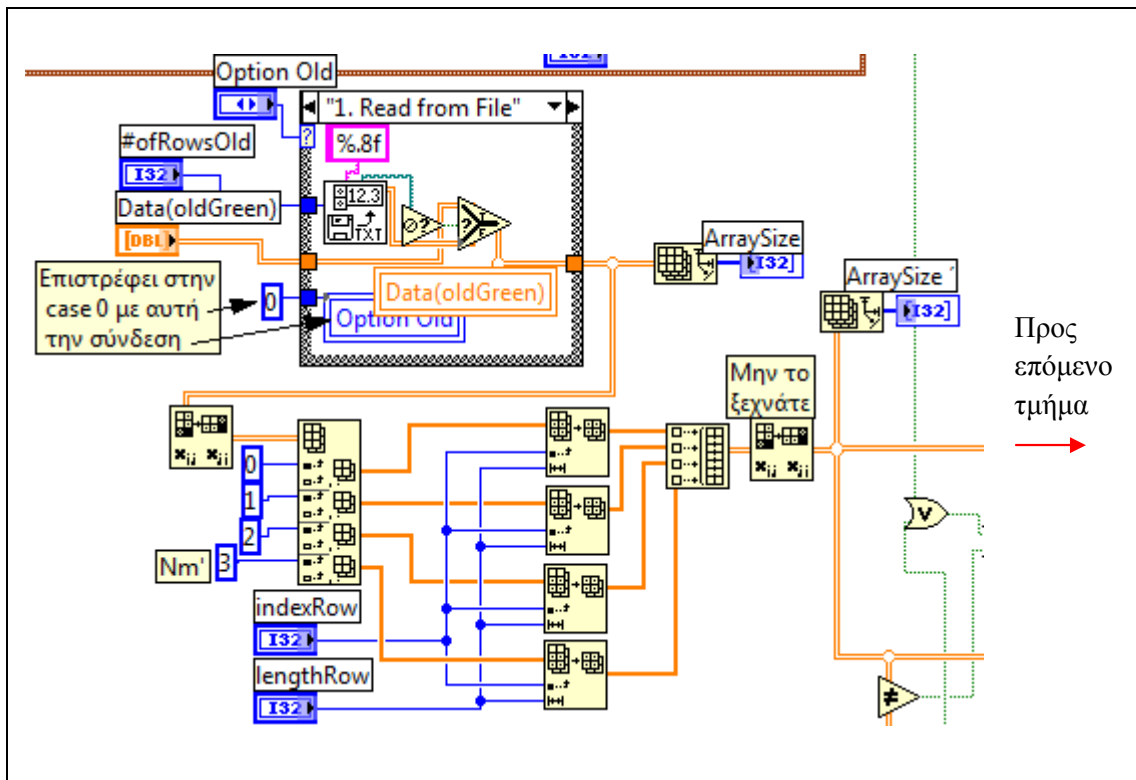 Option Old
"1. Read from File"
%.8f
#ofRowsOld
I32
12.3
TXT
Data(oldGreen)
[DBL]
?
Επιστρέφει στην
case 0 με αυτή
την σύνδεση
0
Data(oldGreen)
Option Old
ArraySize
[I32]
ArraySize ´
[I32]
Προς
επόμενο
τμήμα
Μην το
ξεχνάτε
0
1
2
Nm'
3
indexRow
I32
lengthRow
I32
V
≠